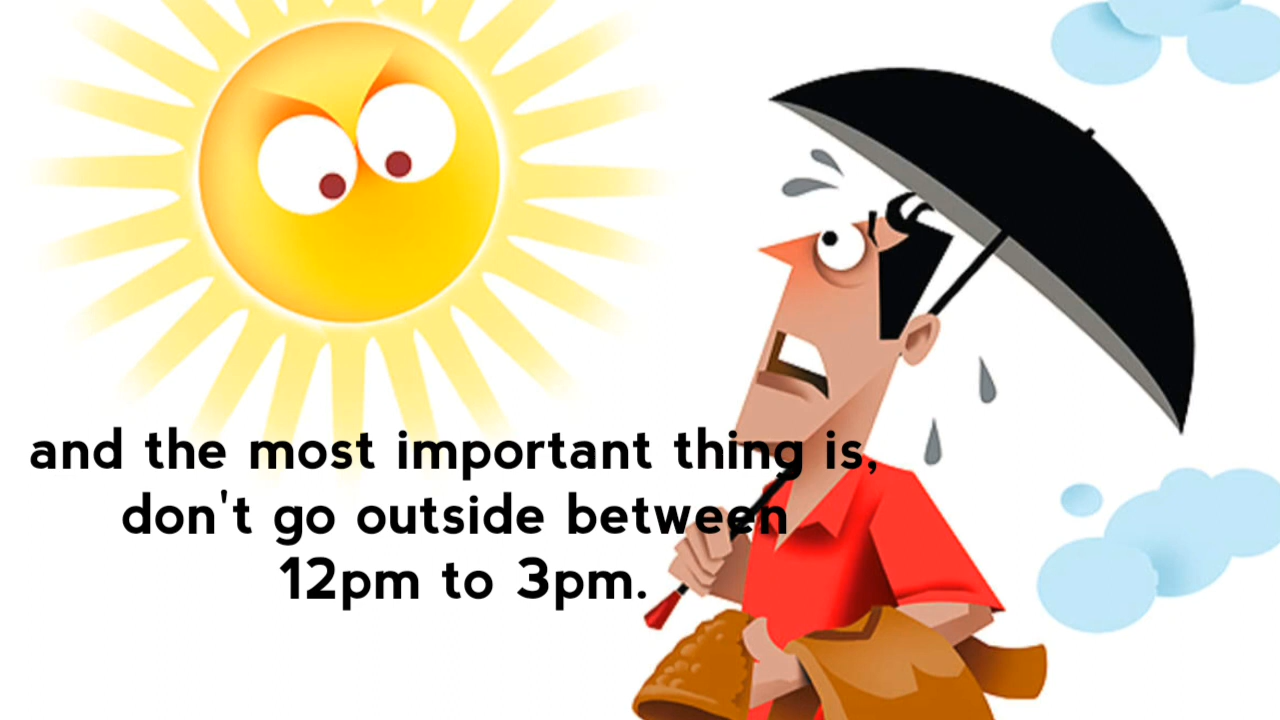 and the most important thing is,
don't go outside between
12pm to 3pm.